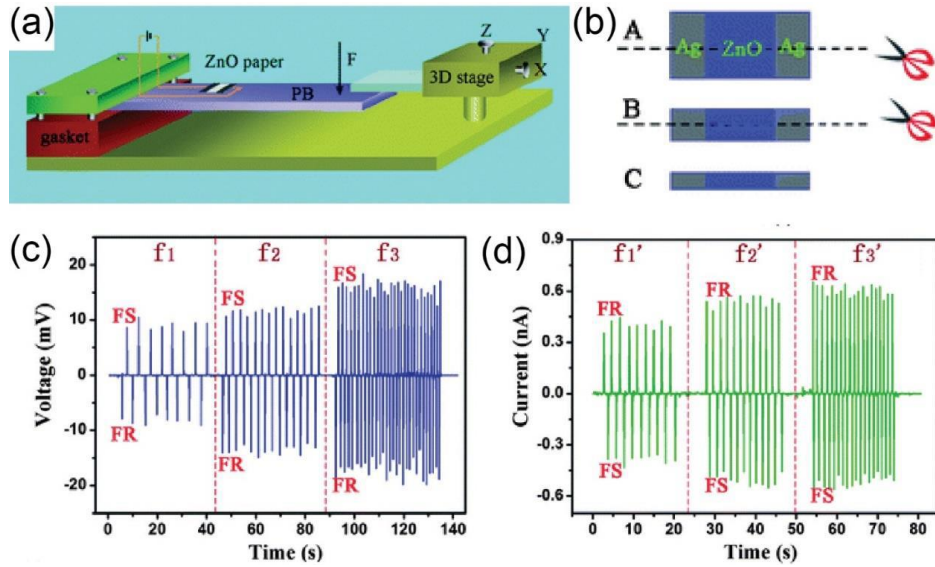 (a)
Z
Y
ZnO paper
F
3D stage
X
PB
gasket
(b)
A
Ag ZnO Ag
B
C
(c)
f1 f2 f3
Voltage (mV)
20
10
0
-10
-20
FS FS FS
FR FR FR
0 20 40 60 80 100 120 140
Time (s)
(d)
f1' f2' f3'
Current (nA)
0.9
0.6
0.3
0.0
-0.3
-0.6
FR FR FR
FS FS FS
0 10 20 30 40 50 60 70 80
Time (s)